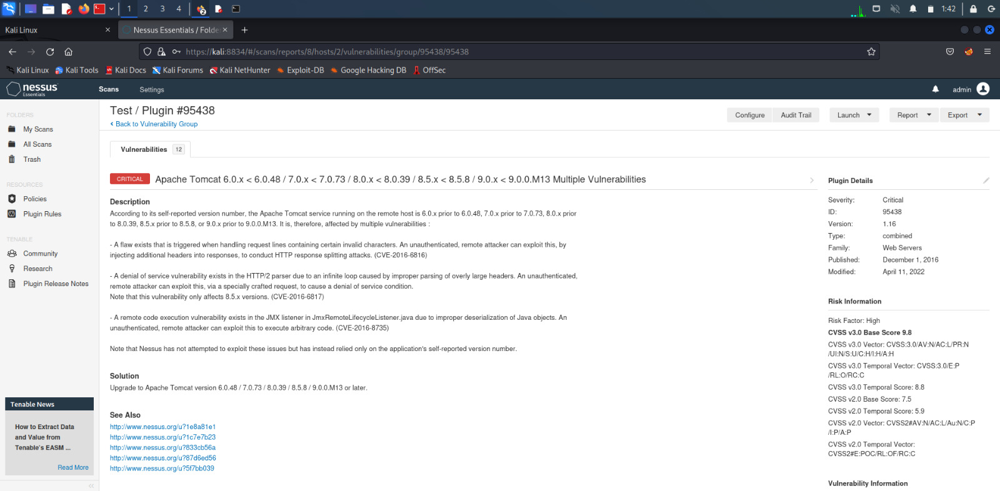 1 2 3 4 2 1:42
Kali Linux × Nessus Essentials / Folde × +
https://kali:8834/#/scans/reports/8/hosts/2/vulnerabilities/group/95438/95438
Kali Linux Kali Tools Kali Docs Kali Forums Kali NetHunter Exploit-DB Google Hacking DB OffSec
nessus
Essentials
Scans Settings admin
FOLDERS
My Scans
All Scans
Trash
RESOURCES
Policies
Plugin Rules
TENABLE
Community
Research
Plugin Release Notes
Tenable News
How to Extract Data
and Value from
Tenable's EASM ...
Read More
Test / Plugin #95438
Back to Vulnerability Group
Configure Audit Trail Launch Report Export
Vulnerabilities 12
CRITICAL Apache Tomcat 6.0.x < 6.0.48 / 7.0.x < 7.0.73 / 8.0.x < 8.0.39 / 8.5.x < 8.5.8 / 9.0.x < 9.0.0.M13 Multiple Vulnerabilities
Description
According to its self-reported version number, the Apache Tomcat service running on the remote host is 6.0.x prior to 6.0.48, 7.0.x prior to 7.0.73, 8.0.x prior
to 8.0.39, 8.5.x prior to 8.5.8, or 9.0.x prior to 9.0.0.M13. It is, therefore, affected by multiple vulnerabilities :
- A flaw exists that is triggered when handling request lines containing certain invalid characters. An unauthenticated, remote attacker can exploit this, by
injecting additional headers into responses, to conduct HTTP response splitting attacks. (CVE-2016-6816)
- A denial of service vulnerability exists in the HTTP/2 parser due to an infinite loop caused by improper parsing of overly large headers. An unauthenticated,
remote attacker can exploit this, via a specially crafted request, to cause a denial of service condition.
Note that this vulnerability only affects 8.5.x versions. (CVE-2016-6817)
- A remote code execution vulnerability exists in the JMX listener in JmxRemoteLifecycleListener.java due to improper deserialization of Java objects. An
unauthenticated, remote attacker can exploit this to execute arbitrary code. (CVE-2016-8735)
Note that Nessus has not attempted to exploit these issues but has instead relied only on the application's self-reported version number.
Solution
Upgrade to Apache Tomcat version 6.0.48 / 7.0.73 / 8.0.39 / 8.5.8 / 9.0.0.M13 or later.
See Also
http://www.nessus.org/u?1e8a81e1
http://www.nessus.org/u?1c7e7b23
http://www.nessus.org/u?833cb56a
http://www.nessus.org/u?87d6ed56
http://www.nessus.org/u?5f7bb039
Plugin Details
Severity: Critical
ID: 95438
Version: 1.16
Type: combined
Family: Web Servers
Published: December 1, 2016
Modified: April 11, 2022
Risk Information
Risk Factor: High
CVSS v3.0 Base Score 9.8
CVSS v3.0 Vector: CVSS:3.0/AV:N/AC:L/PR:N
/UI:N/S:U/C:H/I:H/A:H
CVSS v3.0 Temporal Vector: CVSS:3.0/E:P
/RL:O/RC:C
CVSS v3.0 Temporal Score: 8.8
CVSS v2.0 Base Score: 7.5
CVSS v2.0 Temporal Score: 5.9
CVSS v2.0 Vector: CVSS2#AV:N/AC:L/Au:N/C:P
/I:P/A:P
CVSS v2.0 Temporal Vector:
CVSS2#E:POC/RL:OF/RC:C
Vulnerability Information